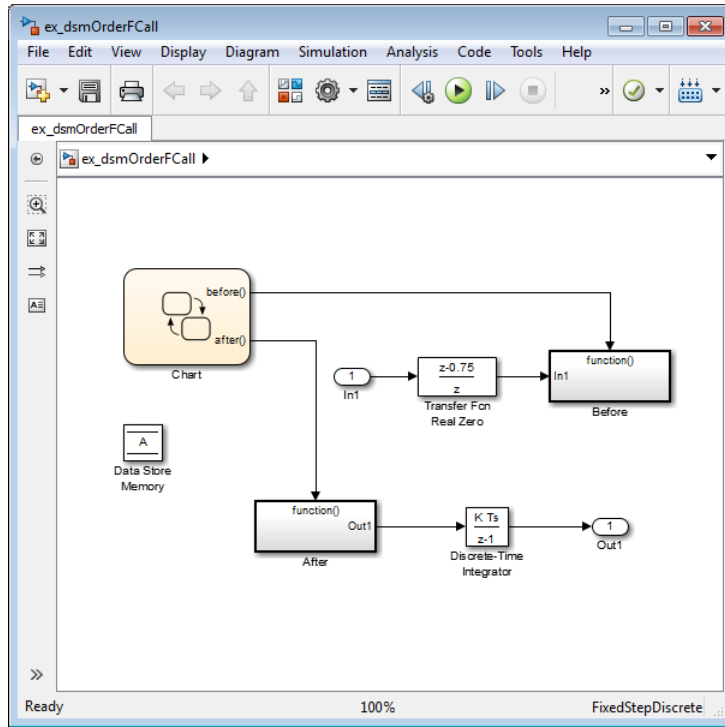 ex_dsmOrderFCall
File Edit View Display Diagram Simulation Analysis Code Tools Help
»
ex_dsmOrderFCall
ex_dsmOrderFCall
before()
after()
Chart
1
In1
z-0.75
z
Transfer Fcn
Real Zero
function()
In1
Before
A
Data Store
Memory
function()
Out1
After
K Ts
z-1
Discrete-Time
Integrator
1
Out1
»
Ready 100% FixedStepDiscrete